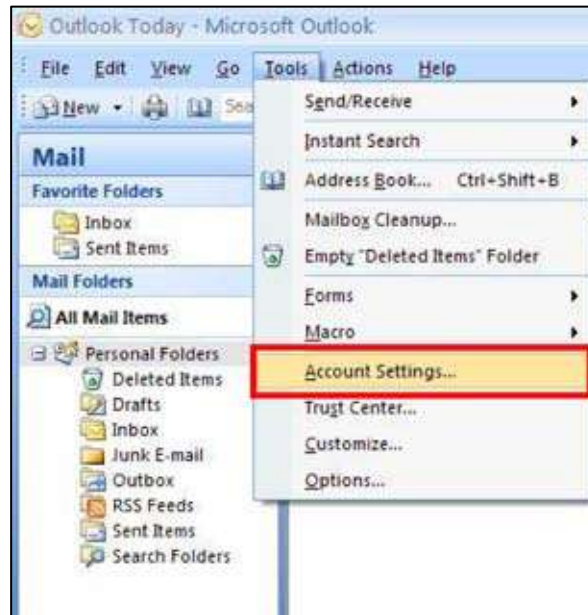 Outlook Today - Microsoft Outlook
File Edit View Go Tools Actions Help
New
Mail
Favorite Folders
Inbox
Sent Items
Mail Folders
All Mail Items
Personal Folders
Deleted Items
Drafts
Inbox
Junk E-mail
Outbox
RSS Feeds
Sent Items
Search Folders
Send/Receive
Instant Search
Address Book... Ctrl+Shift+B
Mailbox Cleanup...
Empty "Deleted Items" Folder
Forms
Macro
Account Settings...
Trust Center...
Customize...
Options...